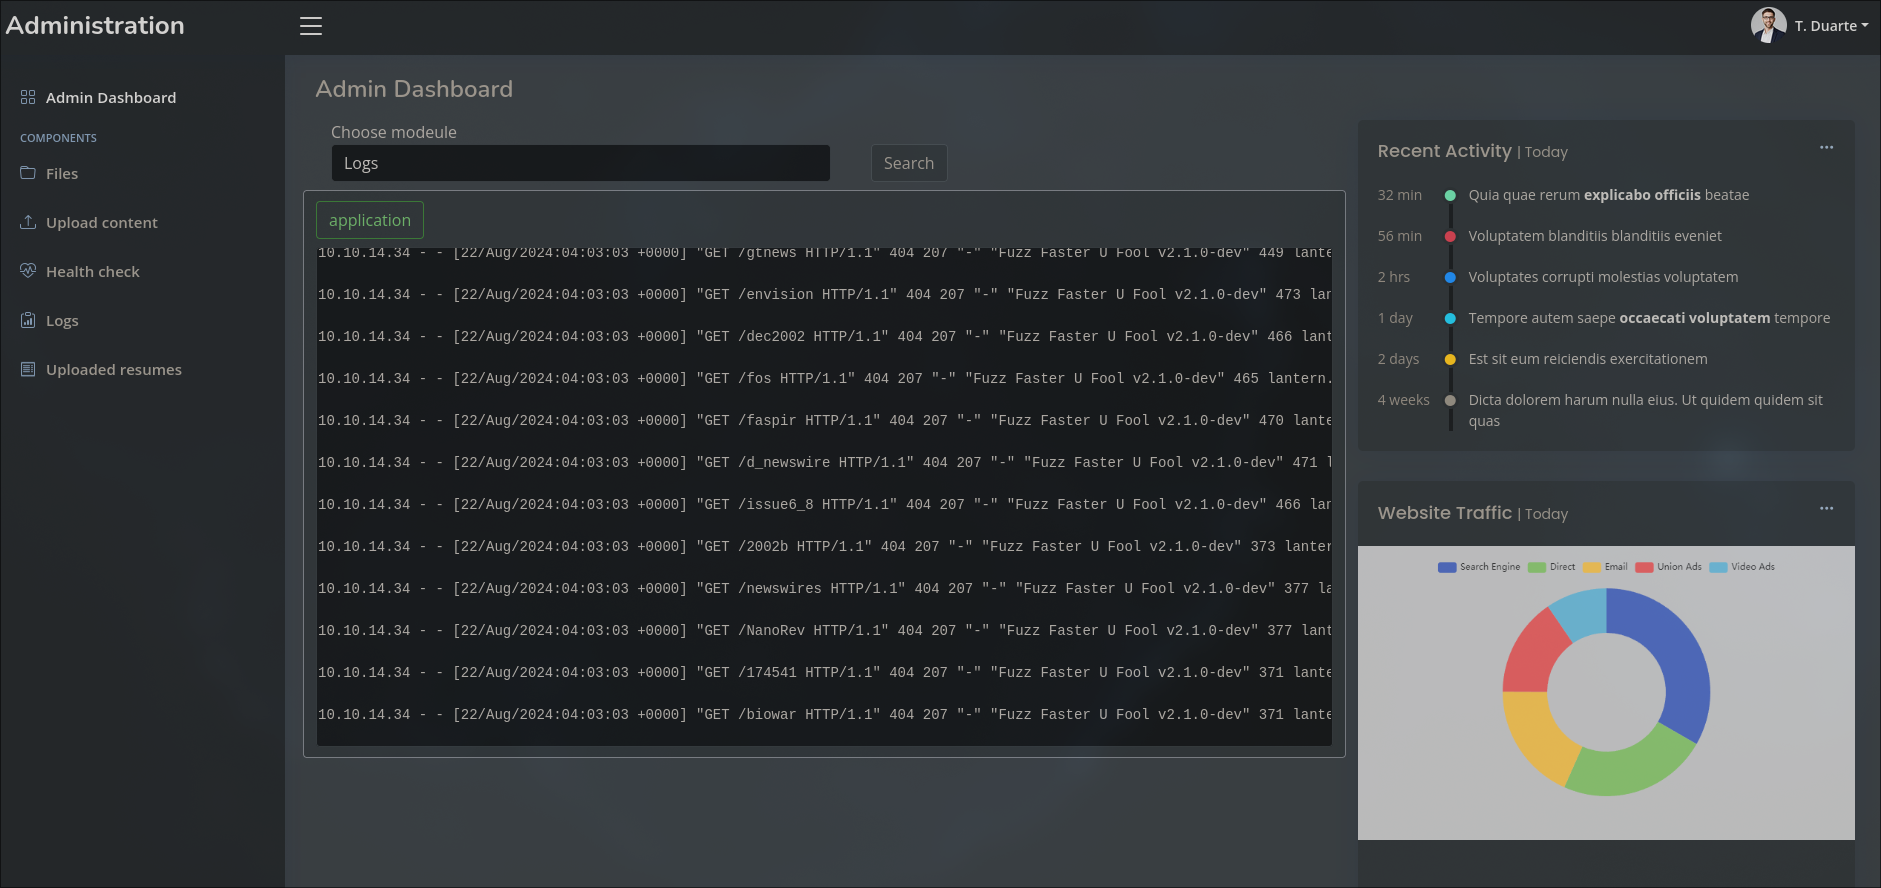 Administration
T. Duarte
Admin Dashboard
COMPONENTS
Files
Upload content
Health check
Logs
Uploaded resumes
Admin Dashboard
Choose modeule
Logs
Search
application
10.10.14.34 - - [22/Aug/2024:04:03:03 +0000] "GET /gtnews HTTP/1.1" 404 207 "-" "Fuzz Faster U Fool v2.1.0-dev" 449 lante
10.10.14.34 - - [22/Aug/2024:04:03:03 +0000] "GET /envision HTTP/1.1" 404 207 "-" "Fuzz Faster U Fool v2.1.0-dev" 473 lan
10.10.14.34 - - [22/Aug/2024:04:03:03 +0000] "GET /dec2002 HTTP/1.1" 404 207 "-" "Fuzz Faster U Fool v2.1.0-dev" 466 lant
10.10.14.34 - - [22/Aug/2024:04:03:03 +0000] "GET /fos HTTP/1.1" 404 207 "-" "Fuzz Faster U Fool v2.1.0-dev" 465 lantern.
10.10.14.34 - - [22/Aug/2024:04:03:03 +0000] "GET /faspir HTTP/1.1" 404 207 "-" "Fuzz Faster U Fool v2.1.0-dev" 470 lante
10.10.14.34 - - [22/Aug/2024:04:03:03 +0000] "GET /d_newswire HTTP/1.1" 404 207 "-" "Fuzz Faster U Fool v2.1.0-dev" 471 l
10.10.14.34 - - [22/Aug/2024:04:03:03 +0000] "GET /issue6_8 HTTP/1.1" 404 207 "-" "Fuzz Faster U Fool v2.1.0-dev" 466 lan
10.10.14.34 - - [22/Aug/2024:04:03:03 +0000] "GET /2002b HTTP/1.1" 404 207 "-" "Fuzz Faster U Fool v2.1.0-dev" 373 lanter
10.10.14.34 - - [22/Aug/2024:04:03:03 +0000] "GET /newswires HTTP/1.1" 404 207 "-" "Fuzz Faster U Fool v2.1.0-dev" 377 la
10.10.14.34 - - [22/Aug/2024:04:03:03 +0000] "GET /NanoRev HTTP/1.1" 404 207 "-" "Fuzz Faster U Fool v2.1.0-dev" 377 lant
10.10.14.34 - - [22/Aug/2024:04:03:03 +0000] "GET /174541 HTTP/1.1" 404 207 "-" "Fuzz Faster U Fool v2.1.0-dev" 371 lante
10.10.14.34 - - [22/Aug/2024:04:03:03 +0000] "GET /biowar HTTP/1.1" 404 207 "-" "Fuzz Faster U Fool v2.1.0-dev" 371 lante
Recent Activity | Today
32 min Quia quae rerum explicabo officiis beatae
56 min Voluptatem blanditiis blanditiis eveniet
2 hrs Voluptates corrupti molestias voluptatem
1 day Tempore autem saepe occaecati voluptatem tempore
2 days Est sit eum reiciendis exercitationem
4 weeks Dicta dolorem harum nulla eius. Ut quidem quidem sit
quas
Website Traffic | Today
Search Engine Direct Email Union Ads Video Ads